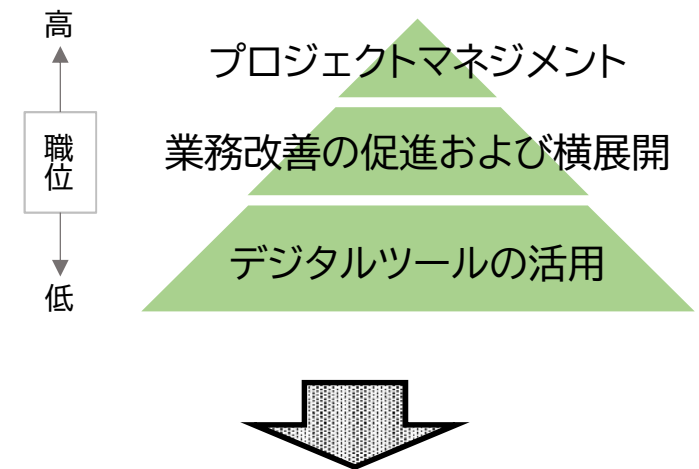 高
プロジェクトマネジメント
職位
業務改善の促進および横展開
デジタルツールの活用
低